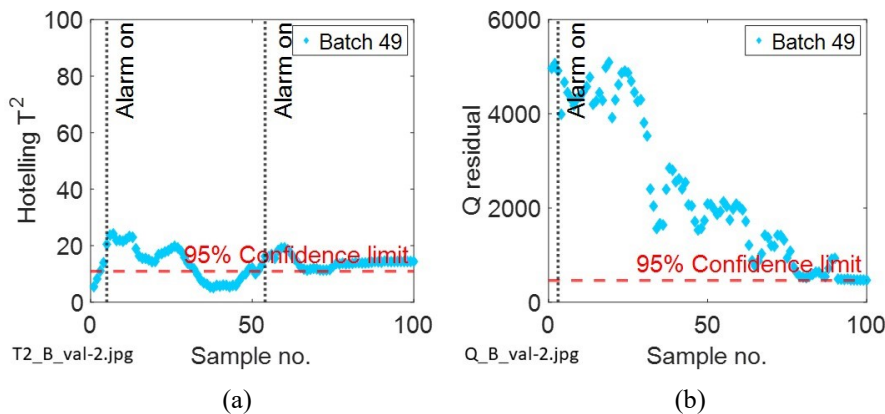 100
80
60
40
20
0
Hotelling T²
Alarm on
Alarm on
Batch 49
95% Confidence limit
0
50
100
Sample no.
T2_B_val-2.jpg
(a)
6000
4000
2000
0
Q residual
Alarm on
Batch 49
95% Confidence limit
0
50
100
Sample no.
Q_B_val-2.jpg
(b)